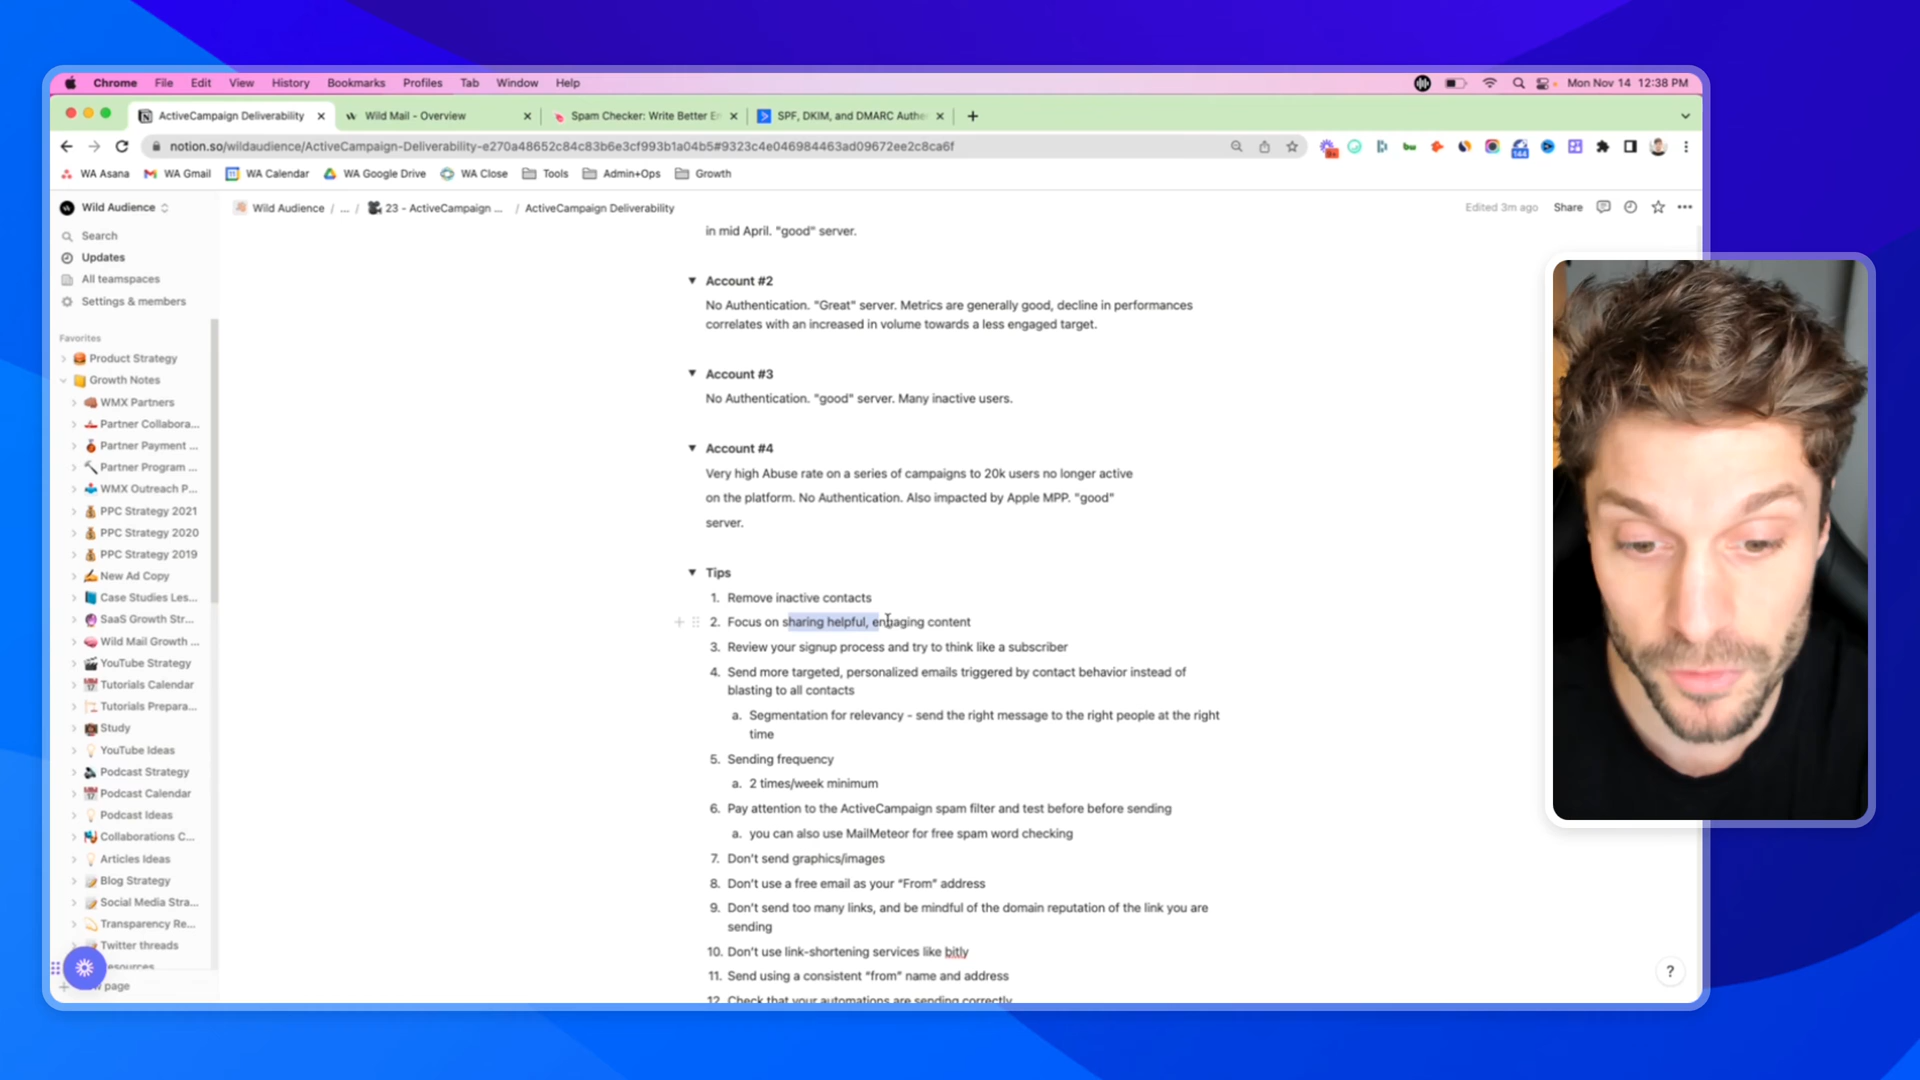 Chrome File Edit View History Bookmarks Profiles Tab Window Help Mon Nov 14 12:38 PM
ActiveCampaign Deliverability Wild Mail - Overview Spam Checker: Write Better E SPF, DKIM, and DMARC Authe
notion.so/wildaudience/ActiveCampaign-Deliverability-e270a48652c84c83b6e3cf993b1a04b5#9323c4e046984463ad09672ee2c8ca6f
144
WA Asana WA Gmail WA Calendar WA Google Drive WA Close Tools Admin+Ops Growth
Wild Audience
Search
Updates
All teamspaces
Settings & members
Favorites
Product Strategy
Growth Notes
WMX Partners
Partner Collabora...
Partner Payment ...
Partner Program ...
WMX Outreach P...
PPC Strategy 2021
PPC Strategy 2020
PPC Strategy 2019
New Ad Copy
Case Studies Les...
SaaS Growth Str...
Wild Mail Growth ...
YouTube Strategy
Tutorials Calendar
Tutorials Prepara...
Study
YouTube Ideas
Podcast Strategy
Podcast Calendar
Podcast Ideas
Collaborations C...
Articles Ideas
Blog Strategy
Social Media Stra...
Transparency Re...
Twitter threads
page
Wild Audience / ... / 23 - ActiveCampaign ... / ActiveCampaign Deliverability
Edited 3m ago Share
in mid April. "good" server.
Account #2
No Authentication. "Great" server. Metrics are generally good, decline in performances
correlates with an increased in volume towards a less engaged target.
Account #3
No Authentication. "good" server. Many inactive users.
Account #4
Very high Abuse rate on a series of campaigns to 20k users no longer active
on the platform. No Authentication. Also impacted by Apple MPP. "good"
server.
Tips
1. Remove inactive contacts
2. Focus on sharing helpful, engaging content
3. Review your signup process and try to think like a subscriber
4. Send more targeted, personalized emails triggered by contact behavior instead of
blasting to all contacts
a. Segmentation for relevancy - send the right message to the right people at the right
time
5. Sending frequency
a. 2 times/week minimum
6. Pay attention to the ActiveCampaign spam filter and test before before sending
a. you can also use MailMeteor for free spam word checking
7. Don't send graphics/images
8. Don't use a free email as your "From" address
9. Don't send too many links, and be mindful of the domain reputation of the link you are
sending
10. Don't use link-shortening services like bitly
11. Send using a consistent "from" name and address
12. Check that your automations are sending correctly
?